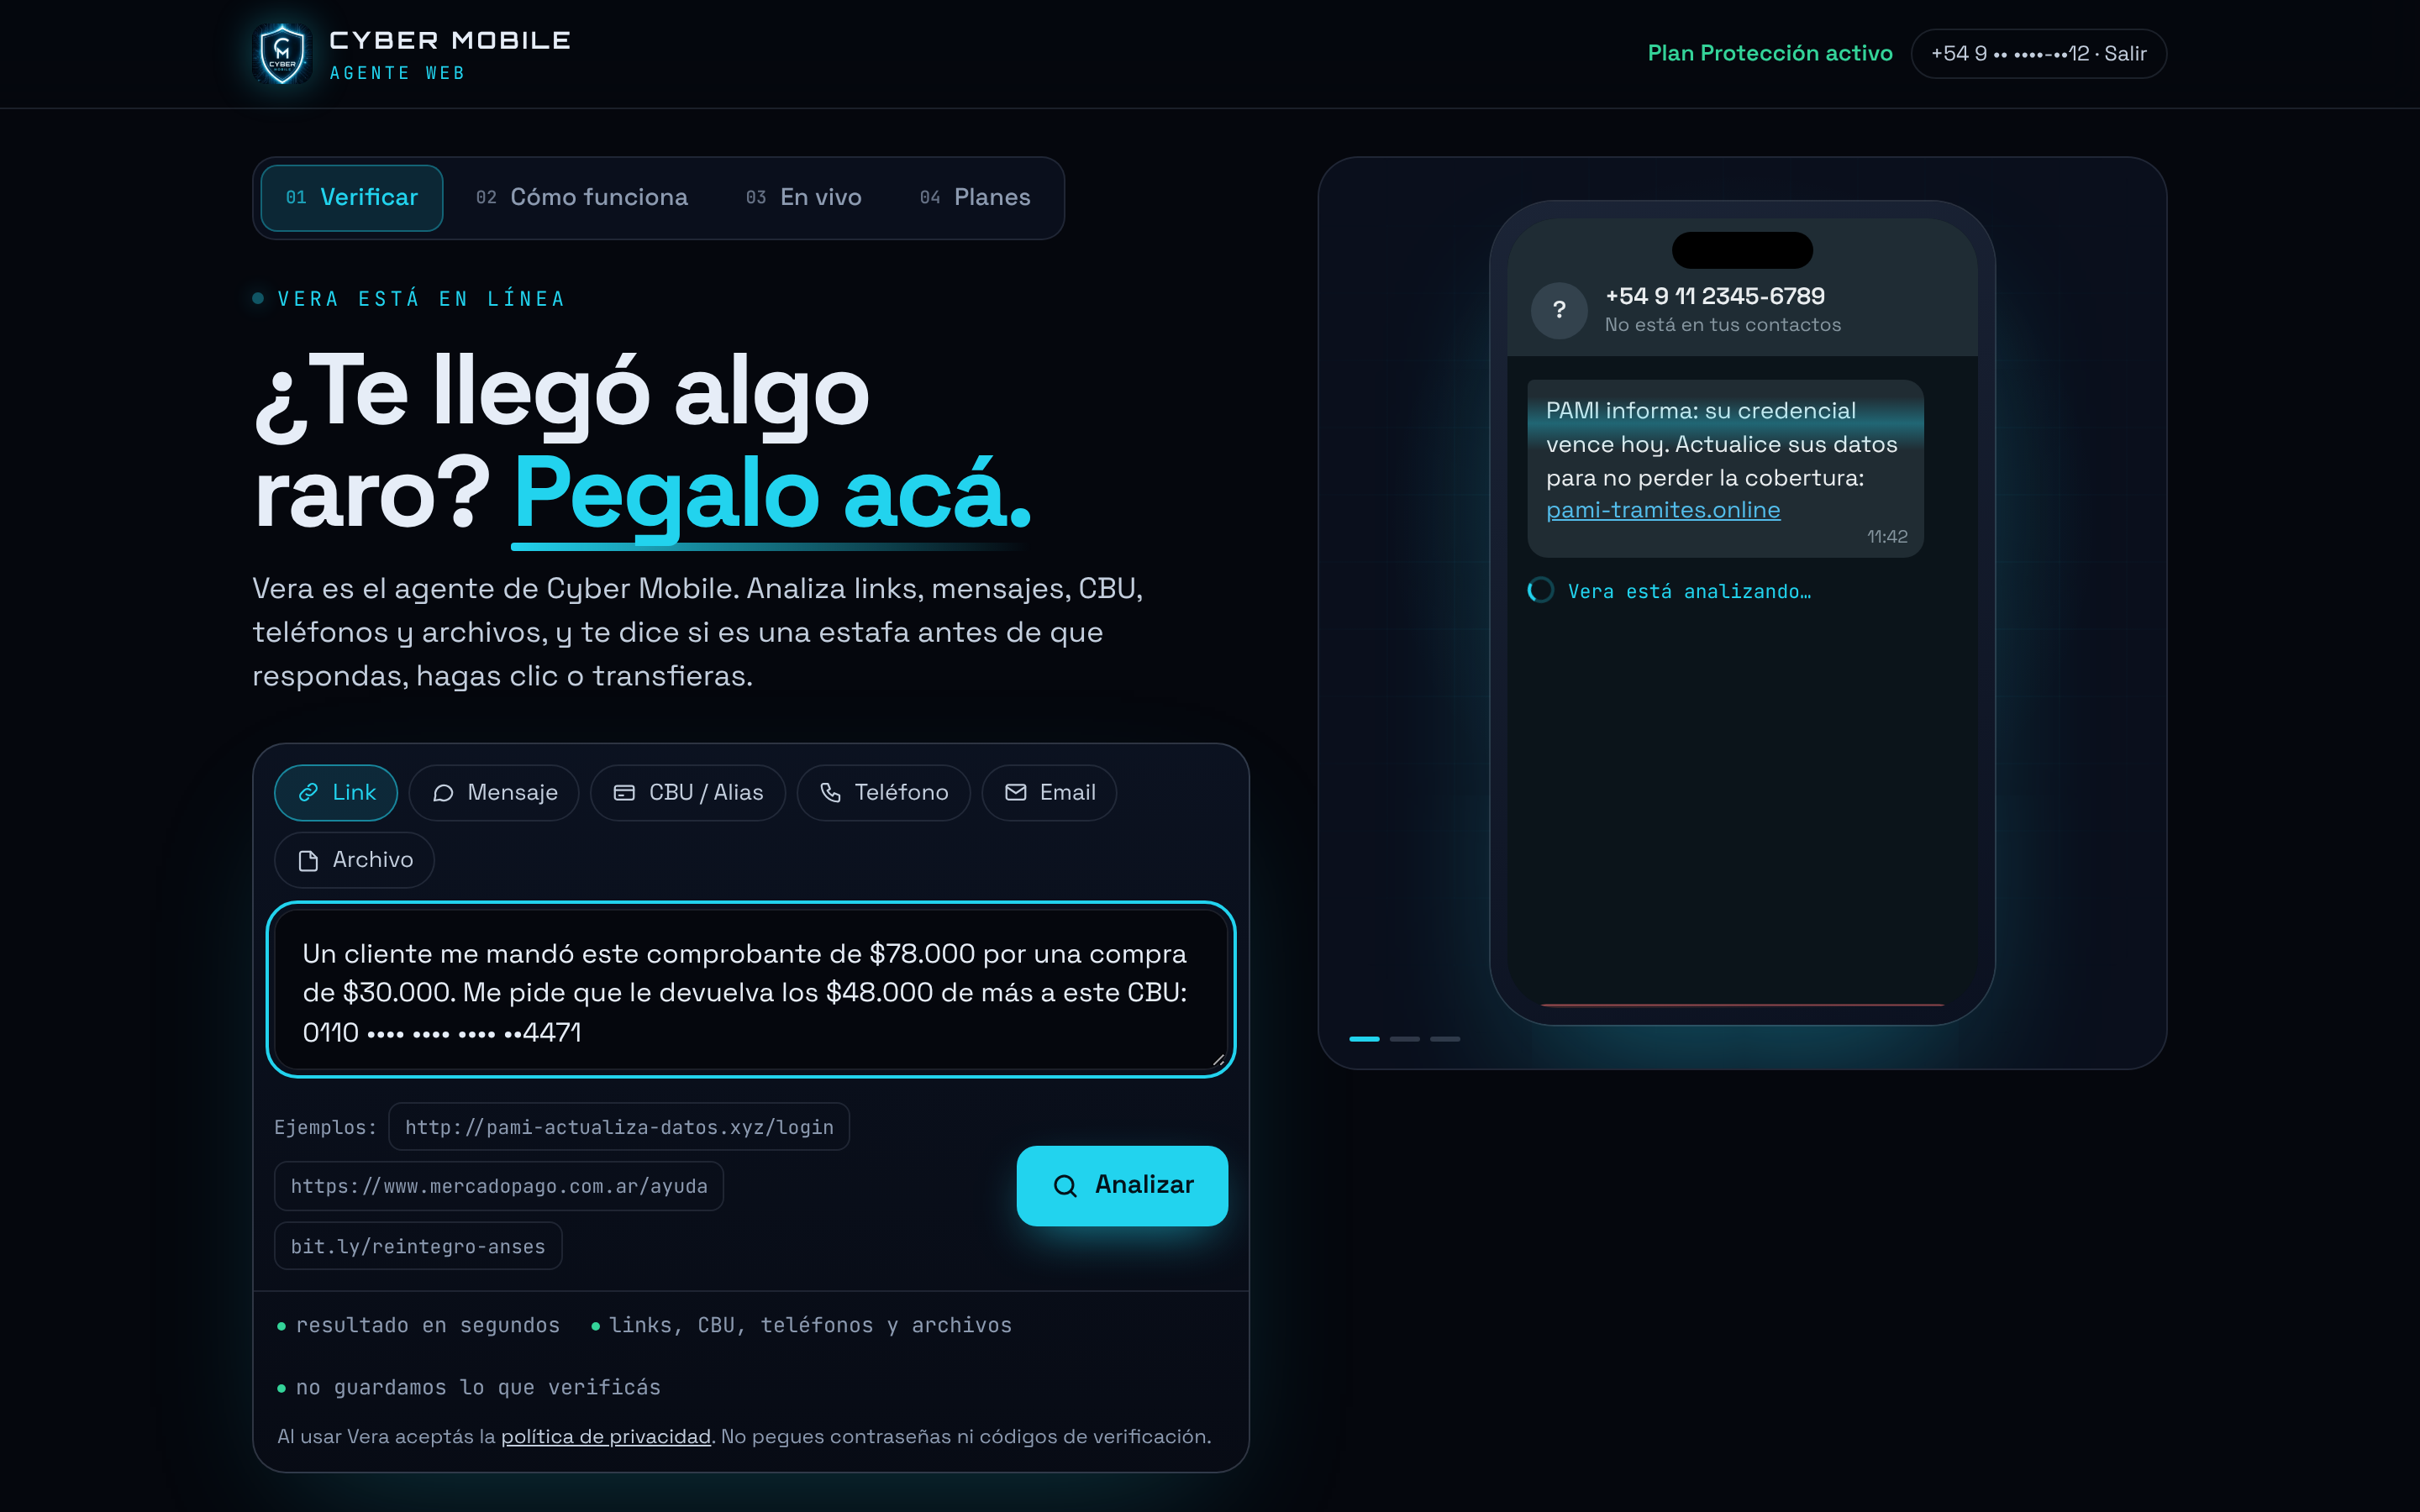 CYBER MOBILE
AGENTE WEB
Plan Protección activo
+54 9 •• ••••-••12 · Salir
01 Verificar
02 Cómo funciona
03 En vivo
04 Planes
VERA ESTÁ EN LÍNEA
¿Te llegó algo
raro? Pegalo acá.
Vera es el agente de Cyber Mobile. Analiza links, mensajes, CBU,
teléfonos y archivos, y te dice si es una estafa antes de que
respondas, hagas clic o transfieras.
Link
Mensaje
CBU / Alias
Teléfono
Email
Archivo
Un cliente me mandó este comprobante de $78.000 por una compra
de $30.000. Me pide que le devuelva los $48.000 de más a este CBU:
0110 •••• •••• •••• ••4471
Ejemplos: http://pami-actualiza-datos.xyz/login
https://www.mercadopago.com.ar/ayuda
bit.ly/reintegro-anses
Analizar
resultado en segundos
links, CBU, teléfonos y archivos
no guardamos lo que verificás
Al usar Vera aceptás la política de privacidad. No pegues contraseñas ni códigos de verificación.
?
+54 9 11 2345-6789
No está en tus contactos
PAMI informa: su credencial
vence hoy. Actualice sus datos
para no perder la cobertura:
pami-tramites.online
11:42
Vera está analizando…